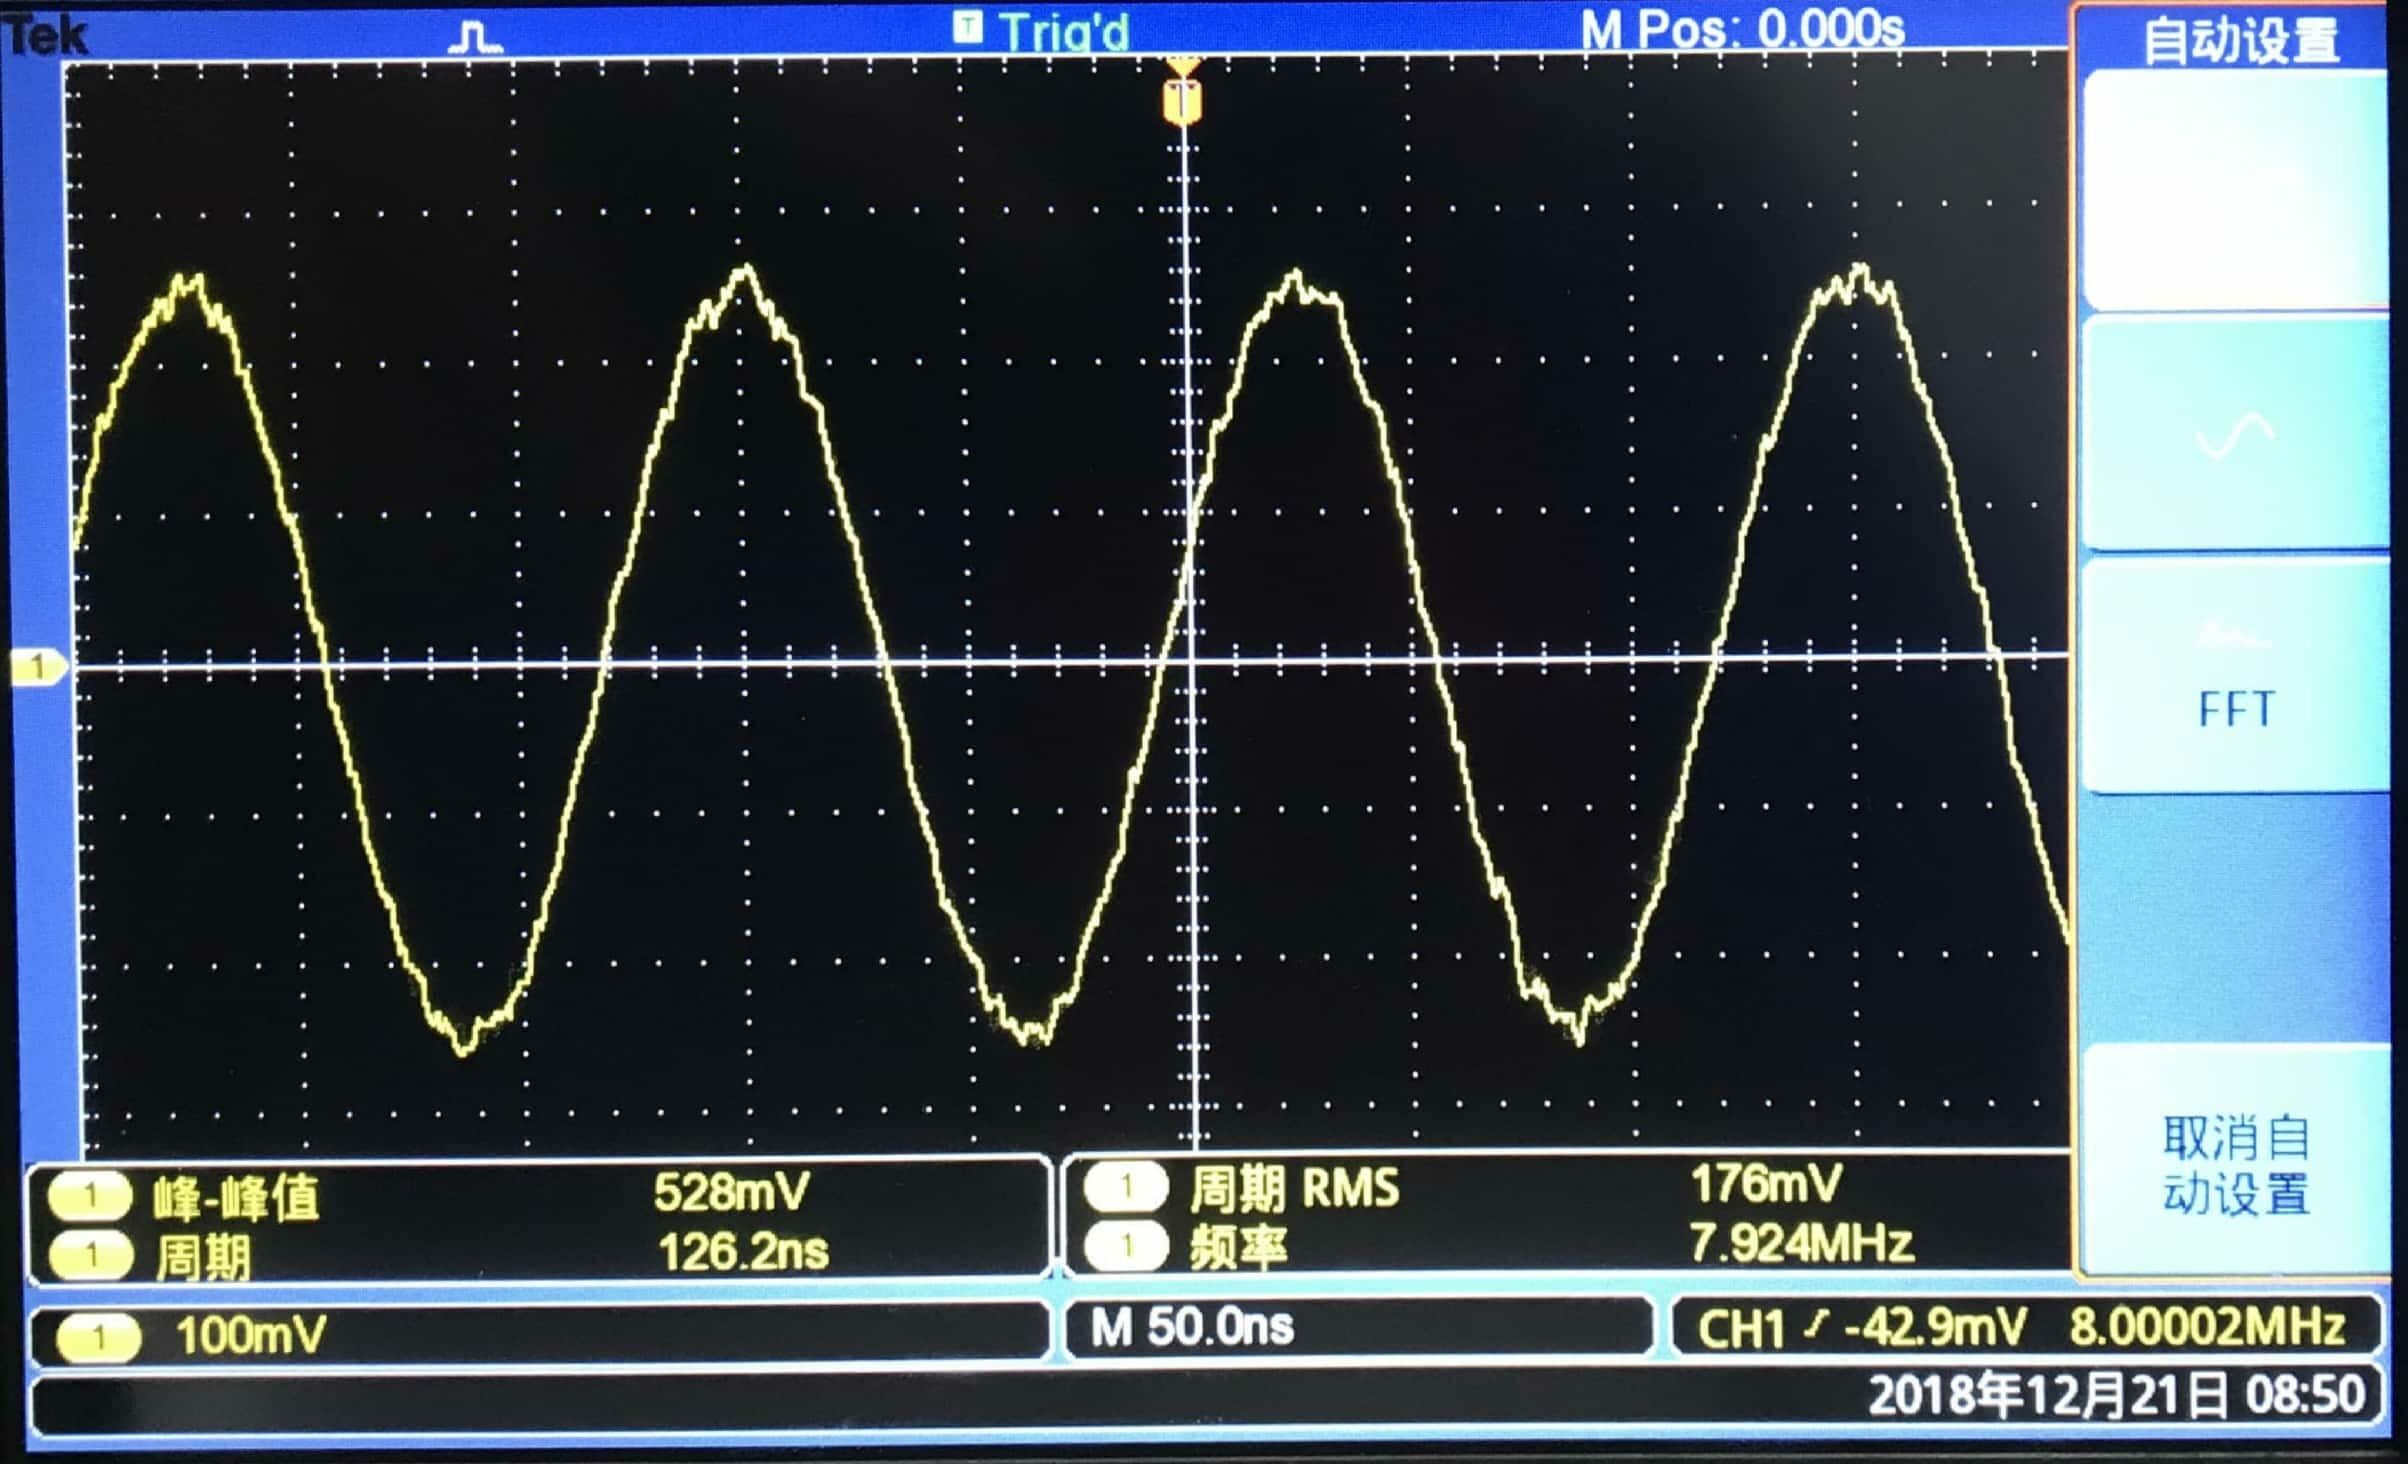 Tek Trig'd M Pos: 0.000s
自动设置
T
1
FFT
取消自
动设置
1 峰-峰值 528mV
1 周期 126.2ns
1 周期 RMS 176mV
1 频率 7.924MHz
1 100mV
M 50.0ns
CH1 -42.9mV 8.00002MHz
2018年12月21日 08:50